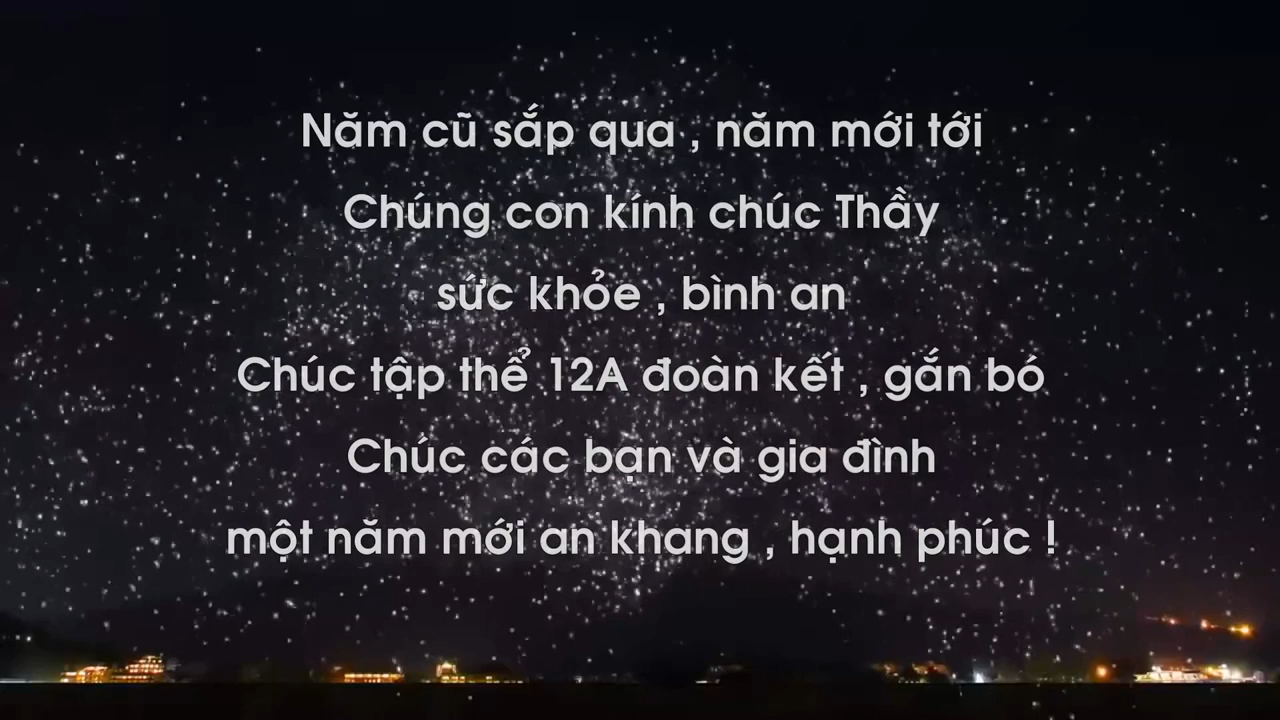 Năm cũ sắp qua , năm mới tới
Chúng con kính chúc Thầy
sức khỏe , bình an
Chúc tập thể 12A đoàn kết , gắn bó
Chúc các bạn và gia đình
một năm mới an khang , hạnh phúc !